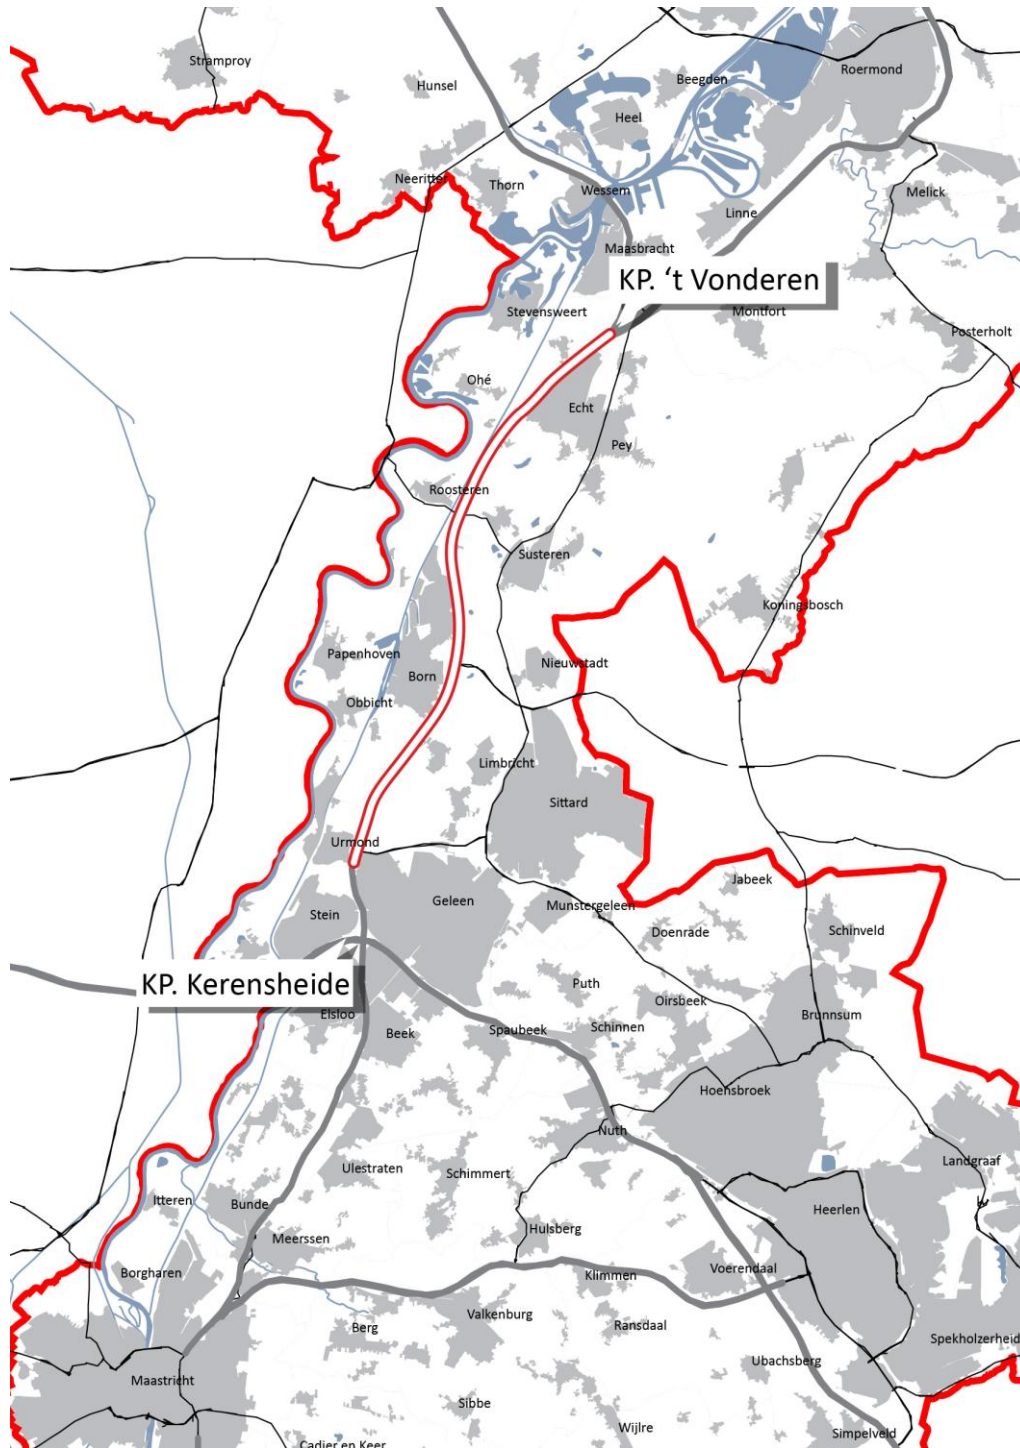 Stramproy
Hunsel
Beegden
Roermond
Heel
Neeritter
Thorn
Wessem
Melick
Linne
Maasbracht
KP. ‘t Vonderen
Stevensweert
Montfort
Posterholt
Ohé
Echt
Pey
Roosteren
Susteren
Koningsbosch
Papenhoven
Nieuwstadt
Born
Obbicht
Limbricht
Sittard
Urmond
Jabeek
Geleen
Munstergeleen
Stein
Doenrade
Schinveld
KP. Kerensheide
Puth
Oirsbeek
Elsloo
Beek
Spaubeek
Schinnen
Brunnsum
Hoensbroek
Nuth
Ulestraten
Schimmert
Landgraaf
Itteren
Bunde
Heerlen
Meerssen
Hulsberg
Borgharen
Klimmen
Voerendaal
Berg
Valkenburg
Ransdaal
Spekholzerheid
Ubachsberg
Maastricht
Sibbe
Wijlre
Simpelveld
Cadier en Keer